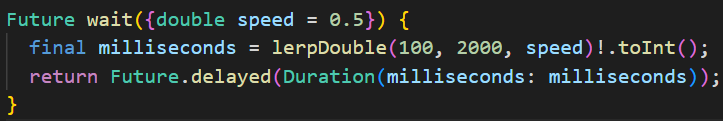 Future wait({double speed = 0.5}) {
  final milliseconds = lerpDouble(100, 2000, speed)!.toInt();
  return Future.delayed(Duration(milliseconds: milliseconds));
}